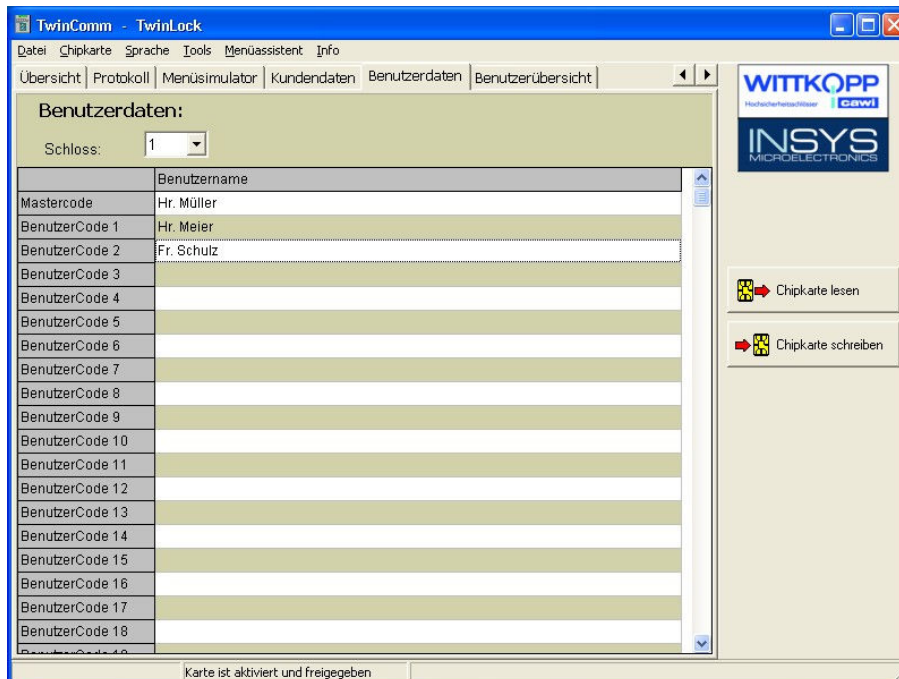 TwinComm - TwinLock
Datei Chipkarte Sprache Tools Menüassistent Info
Übersicht Protokoll Menüsimulator Kundendaten Benutzerdaten Benutzerübersicht
WITTKOPP
Hochsicherheitsschlösser cawi
INSYS
MICROELECTRONICS
Benutzerdaten:
Schloss: 1
Benutzername
Mastercode Hr. Müller
BenutzerCode 1 Hr. Meier
BenutzerCode 2 Fr. Schulz
BenutzerCode 3
BenutzerCode 4
BenutzerCode 5
BenutzerCode 6
BenutzerCode 7
BenutzerCode 8
BenutzerCode 9
BenutzerCode 10
BenutzerCode 11
BenutzerCode 12
BenutzerCode 13
BenutzerCode 14
BenutzerCode 15
BenutzerCode 16
BenutzerCode 17
BenutzerCode 18
Chipkarte lesen
Chipkarte schreiben
Karte ist aktiviert und freigegeben